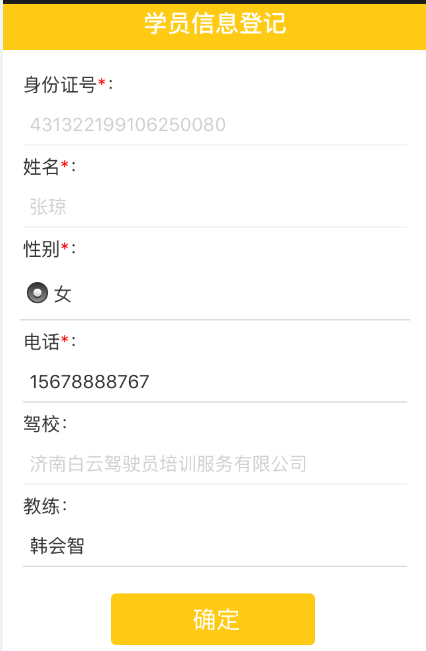 学员信息登记
身份证号*:
431322199106250080
姓名*:
张琼
性别*:
女
电话*:
15678888767
驾校:
济南白云驾驶员培训服务有限公司
教练:
韩会智
确定